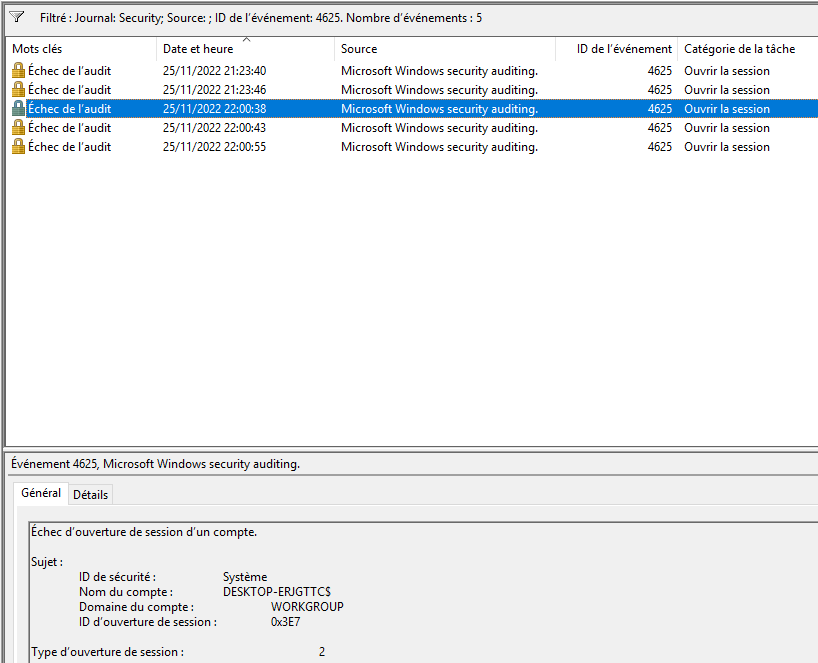 Filtré : Journal: Security; Source: ; ID de l'événement: 4625. Nombre d'événements : 5
Mots clés Date et heure Source ID de l'événement Catégorie de la tâche
Échec de l'audit 25/11/2022 21:23:40 Microsoft Windows security auditing. 4625 Ouvrir la session
Échec de l'audit 25/11/2022 21:23:46 Microsoft Windows security auditing. 4625 Ouvrir la session
Échec de l'audit 25/11/2022 22:00:38 Microsoft Windows security auditing. 4625 Ouvrir la session
Échec de l'audit 25/11/2022 22:00:43 Microsoft Windows security auditing. 4625 Ouvrir la session
Échec de l'audit 25/11/2022 22:00:55 Microsoft Windows security auditing. 4625 Ouvrir la session
Événement 4625, Microsoft Windows security auditing.
Général Détails
Échec d'ouverture de session d'un compte.
Sujet :
ID de sécurité : Système
Nom du compte : DESKTOP-ERJGTTC$
Domaine du compte : WORKGROUP
ID d'ouverture de session : 0x3E7
Type d'ouverture de session : 2